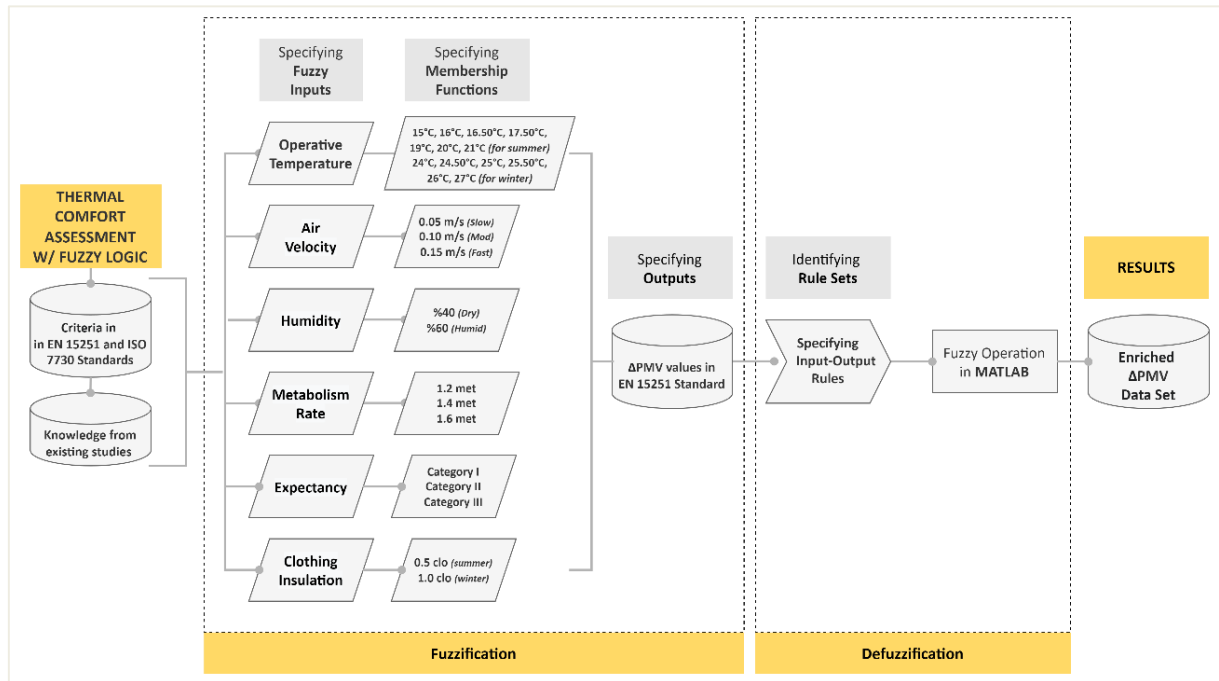 THERMAL
COMFORT
ASSESSMENT
W/ FUZZY LOGIC
Criteria in
in EN 15251 and ISO
7730 Standards
Knowledge from
existing studies
Specifying
Fuzzy
Inputs
Specifying
Membership
Functions
Operative
Temperature
15°C, 16°C, 16.50°C, 17.50°C,
19°C, 20°C, 21°C (for summer)
24°C, 24.50°C, 25°C, 25.50°C,
26°C, 27°C (for winter)
Air
Velocity
0.05 m/s (Slow)
0.10 m/s (Mod)
0.15 m/s (Fast)
Humidity
%40 (Dry)
%60 (Humid)
Metabolism
Rate
1.2 met
1.4 met
1.6 met
Expectancy
Category I
Category II
Category III
Clothing
Insulation
0.5 clo (summer)
1.0 clo (winter)
Specifying
Outputs
ΔPMV values in
EN 15251 Standard
Fuzzification
Identifying
Rule Sets
Specifying
Input-Output
Rules
Fuzzy Operation
in MATLAB
Defuzzification
RESULTS
Enriched
ΔPMV
Data Set